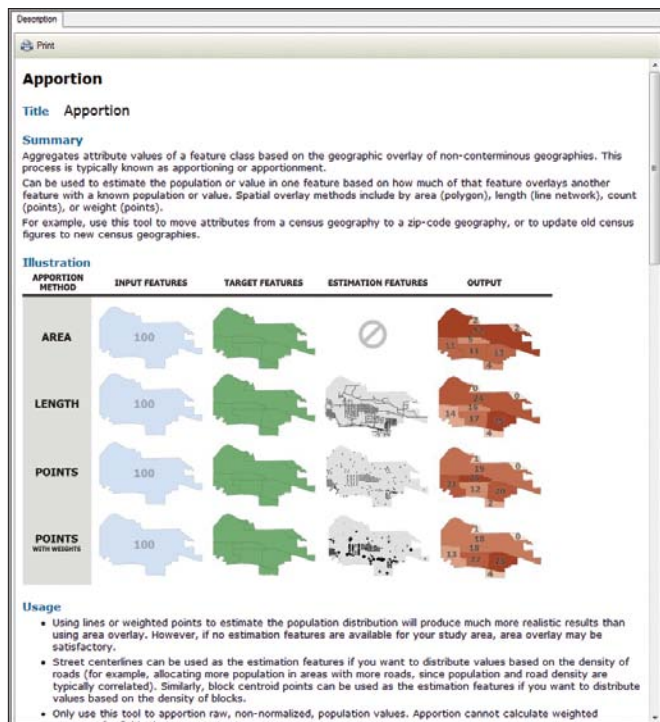 Description
Print
Apportion
Title Apportion
Summary
Aggregates attribute values of a feature class based on the geographic overlay of non-conterminous geographies. This
process is typically known as apportioning or apportionment.
Can be used to estimate the population or value in one feature based on how much of that feature overlays another
feature with a known population or value. Spatial overlay methods include by area (polygon), length (line network), count
(points), or weight (points).
For example, use this tool to move attributes from a census geography to a zip-code geography, or to update old census
figures to new census geographies.
Illustration
APPORTION
METHOD INPUT FEATURES TARGET FEATURES ESTIMATION FEATURES OUTPUT
AREA 100
LENGTH 100
POINTS 100
POINTS
WITH WEIGHTS 100
Usage
• Using lines or weighted points to estimate the population distribution will produce much more realistic results than
using area overlay. However, if no estimation features are available for your study area, area overlay may be
satisfactory.
• Street centerlines can be used as the estimation features if you want to distribute values based on the density of
roads (for example, allocating more population in areas with more roads, since population and road density are
typically correlated). Similarly, block centroid points can be used as the estimation features if you want to distribute
values based on the density of blocks.
• Only use this tool to apportion raw, non-normalized, population values. Apportion cannot calculate weighted